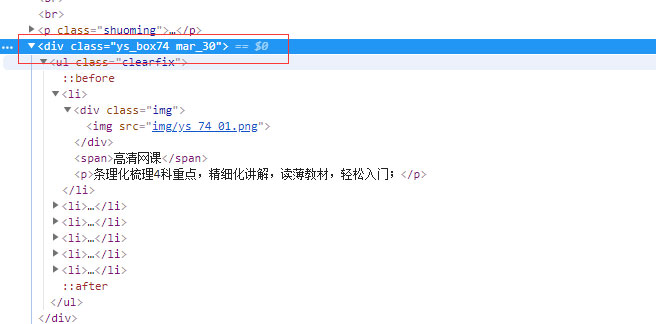 <br>
<br>
▶<p class="shuoming">…</p>
… ▼<div class="ys_box74 mar_30"> == $0
▼<ul class="clearfix">
::before
▼<li>
▼<div class="img">
<img src="img/ys_74_01.png">
</div>
<span>高清网课</span>
<p>条理化梳理4科重点，精细化讲解，读薄教材，轻松入门；</p>
</li>
▶<li>…</li>
▶<li>…</li>
▶<li>…</li>
▶<li>…</li>
▶<li>…</li>
::after
</ul>
</div>